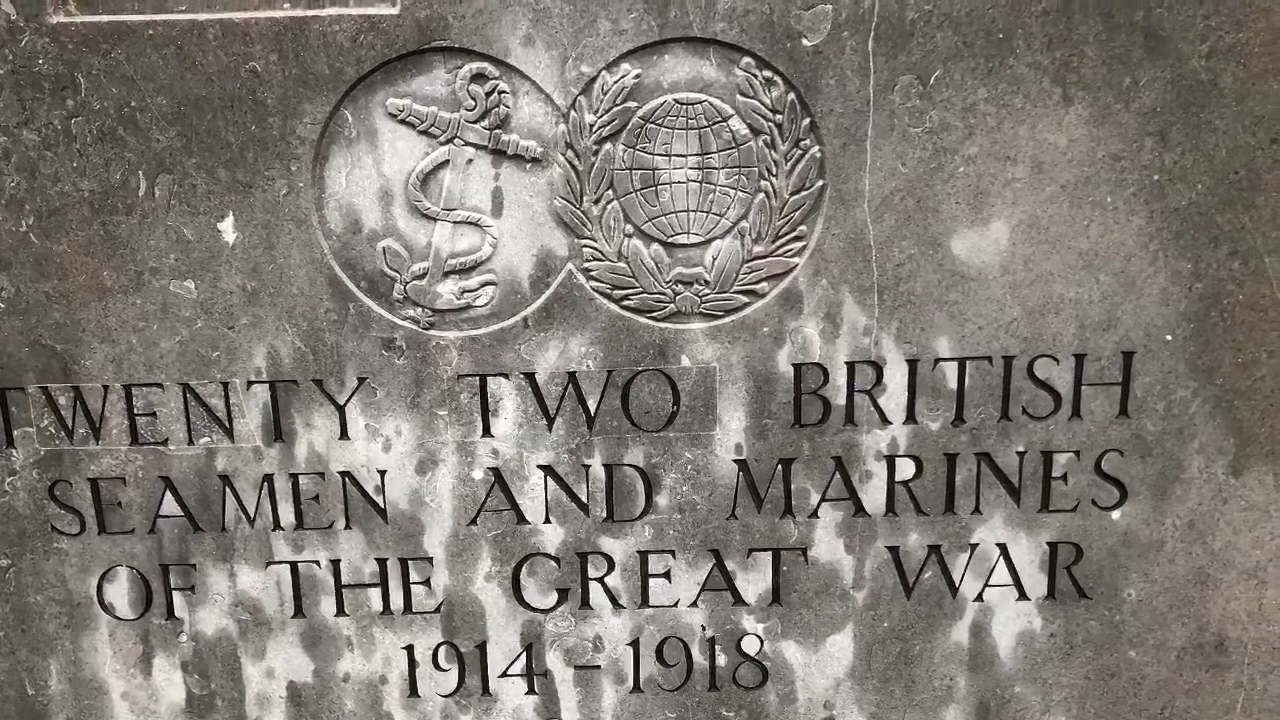 TWENTY TWO BRITISH
SEAMEN AND MARINES
OF THE GREAT WAR
1914-1918